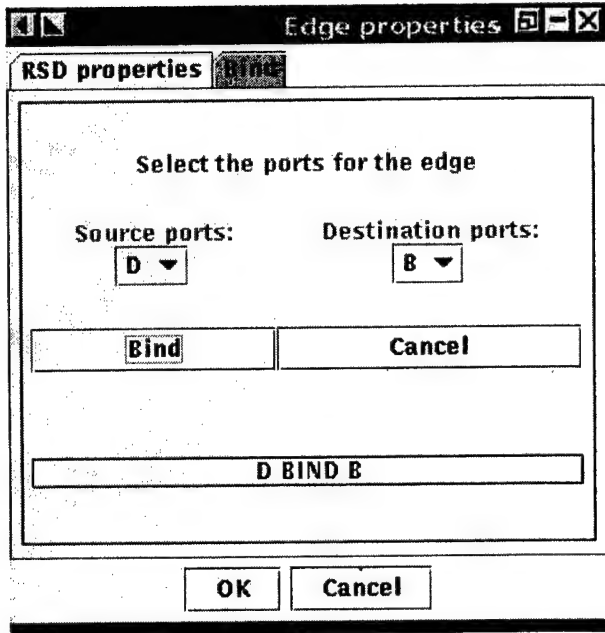 Edge properties
RSD properties Bind
Select the ports for the edge
Source ports: Destination ports:
D B
Bind Cancel
D BIND B
OK Cancel